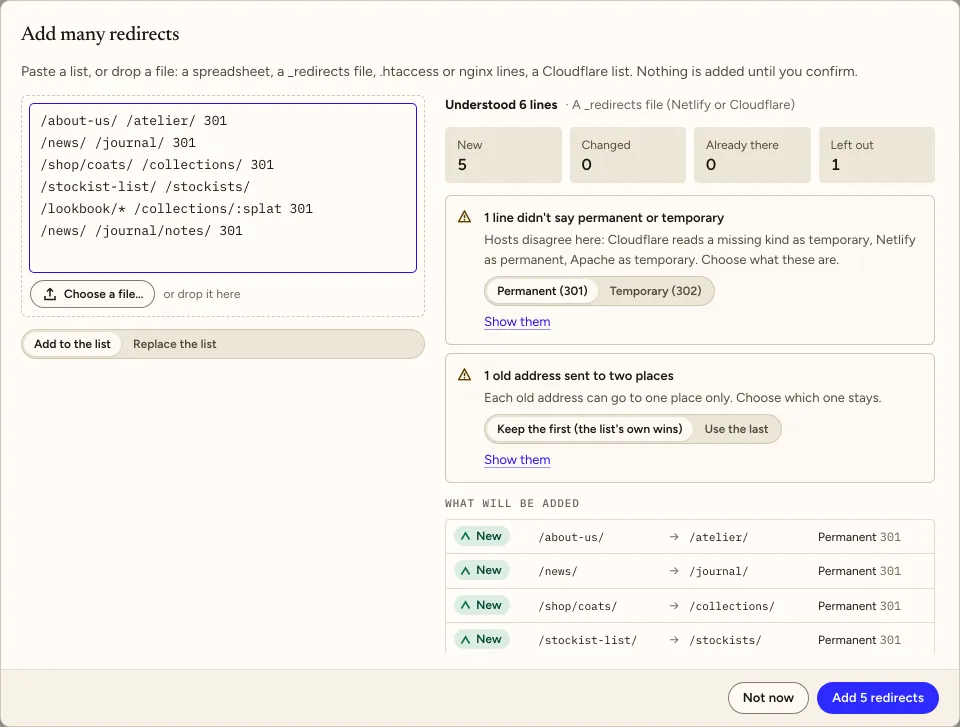 Add many redirects
Paste a list, or drop a file: a spreadsheet, a _redirects file, .htaccess or nginx lines, a Cloudflare list. Nothing is added until you confirm.
/about-us/ /atelier/ 301
/news/ /journal/ 301
/shop/coats/ /collections/ 301
/stockist-list/ /stockists/
/lookbook/* /collections/:splat 301
/news/ /journal/notes/ 301
Choose a file… or drop it here
Add to the list Replace the list
Understood 6 lines · A _redirects file (Netlify or Cloudflare)
New Changed Already there Left out
5 0 0 1
1 line didn't say permanent or temporary
Hosts disagree here: Cloudflare reads a missing kind as temporary, Netlify
as permanent, Apache as temporary. Choose what these are.
Permanent (301) Temporary (302)
Show them
1 old address sent to two places
Each old address can go to one place only. Choose which one stays.
Keep the first (the list's own wins) Use the last
Show them
WHAT WILL BE ADDED
New /about-us/ → /atelier/ Permanent 301
New /news/ → /journal/ Permanent 301
New /shop/coats/ → /collections/ Permanent 301
New /stockist-list/ → /stockists/ Permanent 301
Not now Add 5 redirects